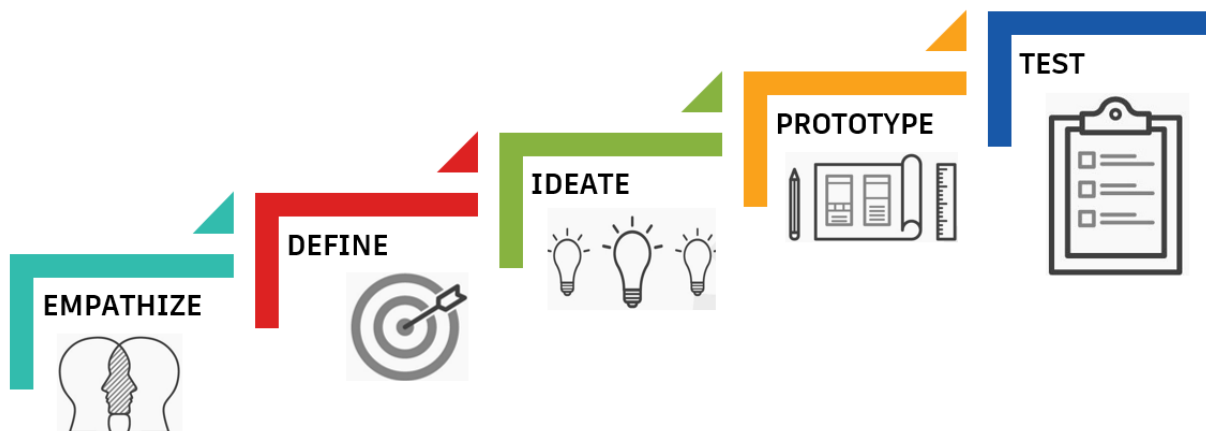 EMPATHIZE
DEFINE
IDEATE
PROTOTYPE
TEST